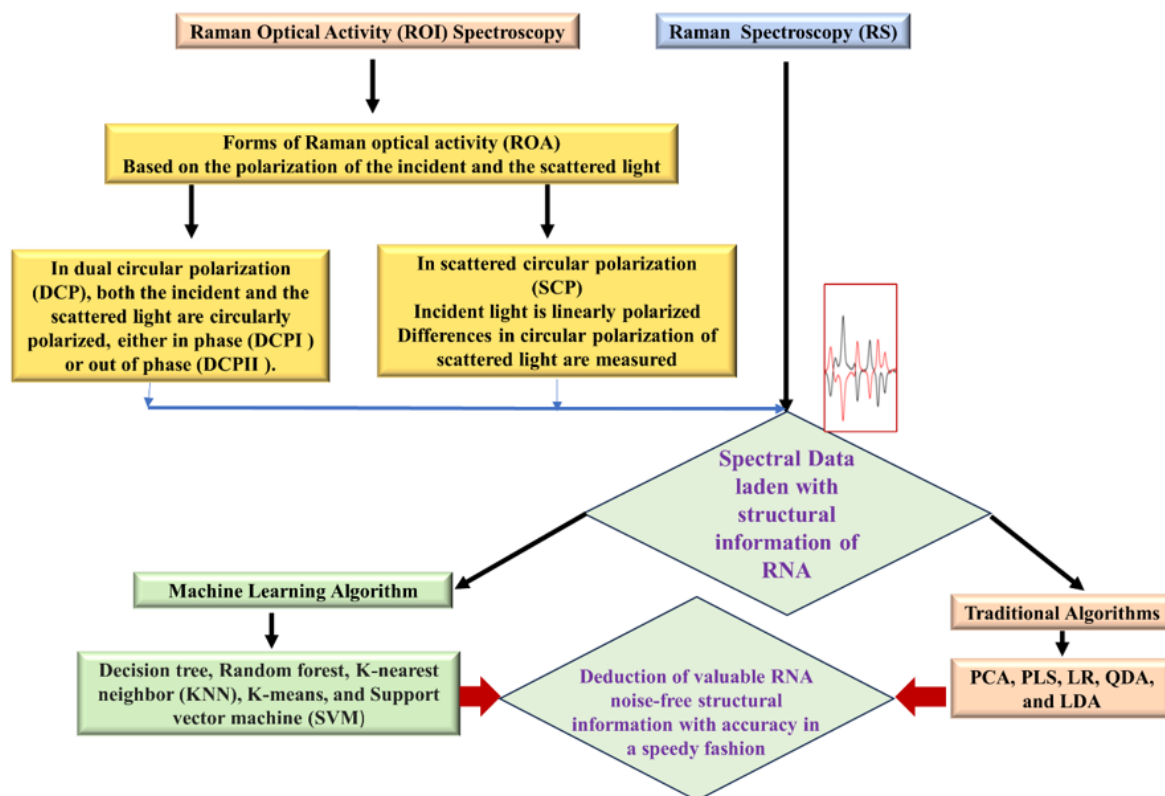 Raman Optical Activity (ROI) Spectroscopy
Raman Spectroscopy (RS)
Forms of Raman optical activity (ROA)
Based on the polarization of the incident and the scattered light
In dual circular polarization
(DCP), both the incident and the
scattered light are circularly
polarized, either in phase (DCPI )
or out of phase (DCPII ).
In scattered circular polarization
(SCP)
Incident light is linearly polarized
Differences in circular polarization of
scattered light are measured
Spectral Data
laden with
structural
information of
RNA
Machine Learning Algorithm
Traditional Algorithms
Decision tree, Random forest, K-nearest
neighbor (KNN), K-means, and Support
vector machine (SVM)
Deduction of valuable RNA
noise-free structural
information with accuracy in
a speedy fashion
PCA, PLS, LR, QDA,
and LDA